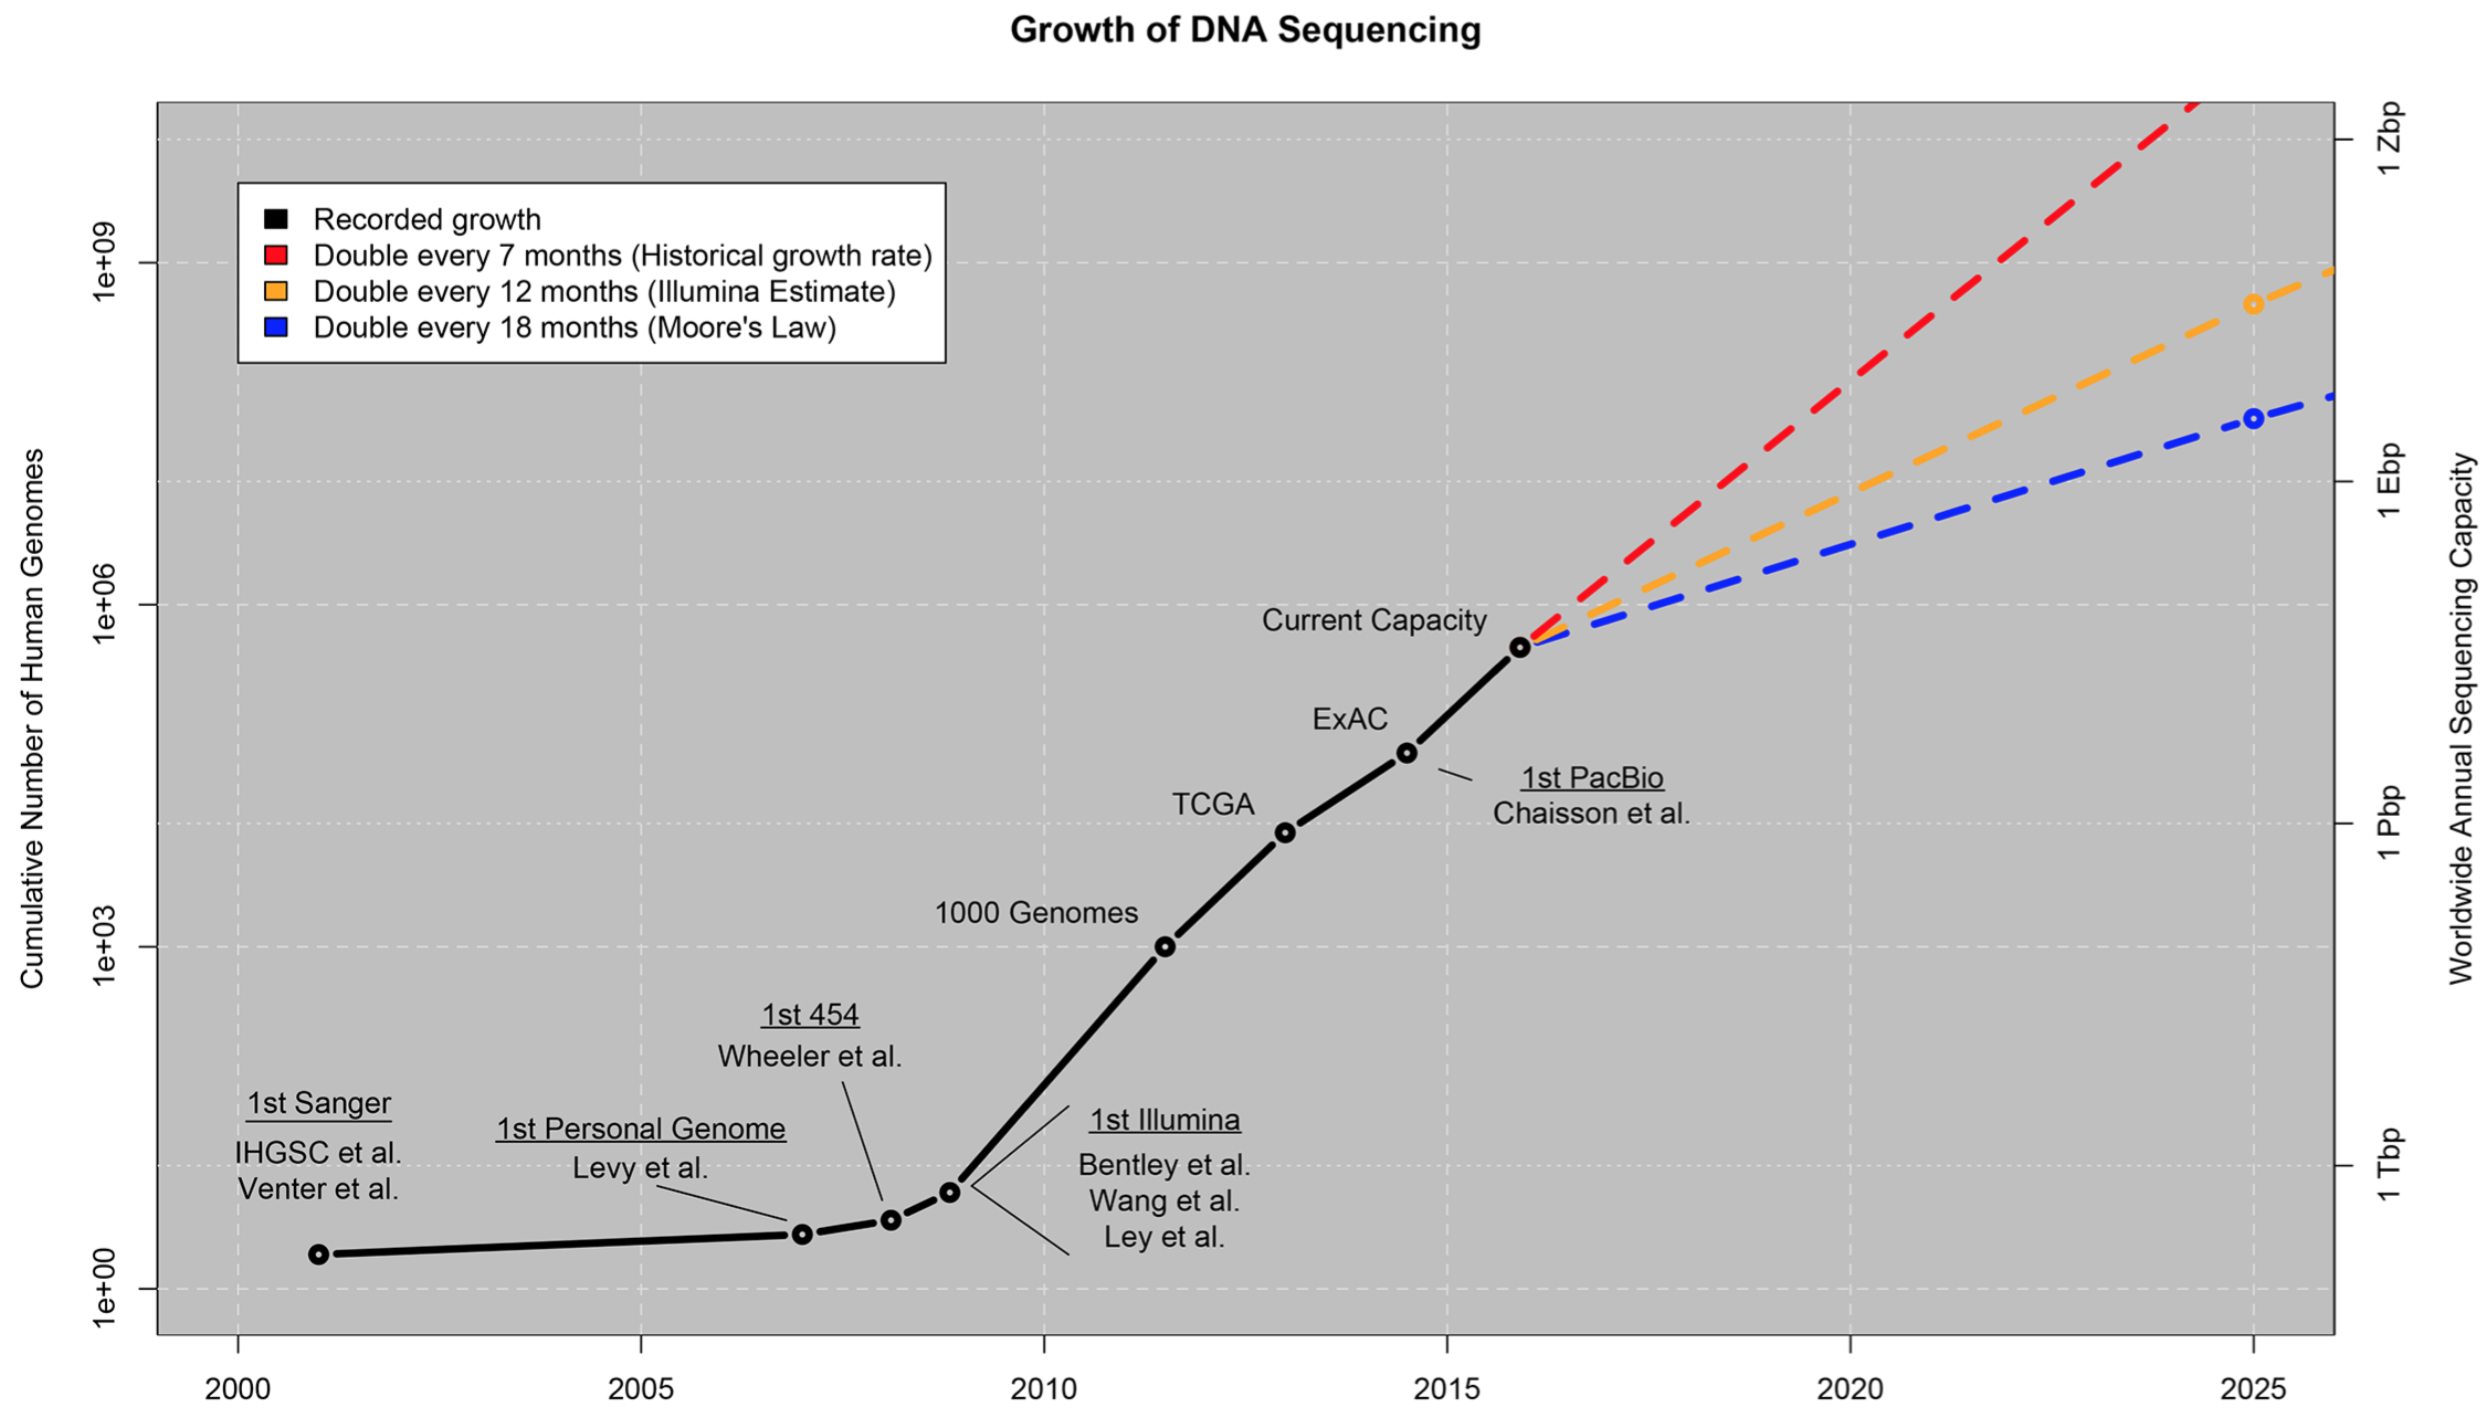 Growth of DNA Sequencing
Recorded growth
Double every 7 months (Historical growth rate)
Double every 12 months (Illumina Estimate)
Double every 18 months (Moore's Law)
Cumulative Number of Human Genomes
1e+09
1e+06
1e+03
1e+00
Worldwide Annual Sequencing Capacity
1 Zbp
1 Ebp
1 Pbp
1 Tbp
Current Capacity
ExAC
1st PacBio
Chaisson et al.
TCGA
1000 Genomes
1st 454
Wheeler et al.
1st Sanger
IHGSC et al.
Venter et al.
1st Personal Genome
Levy et al.
1st Illumina
Bentley et al.
Wang et al.
Ley et al.
2000 2005 2010 2015 2020 2025